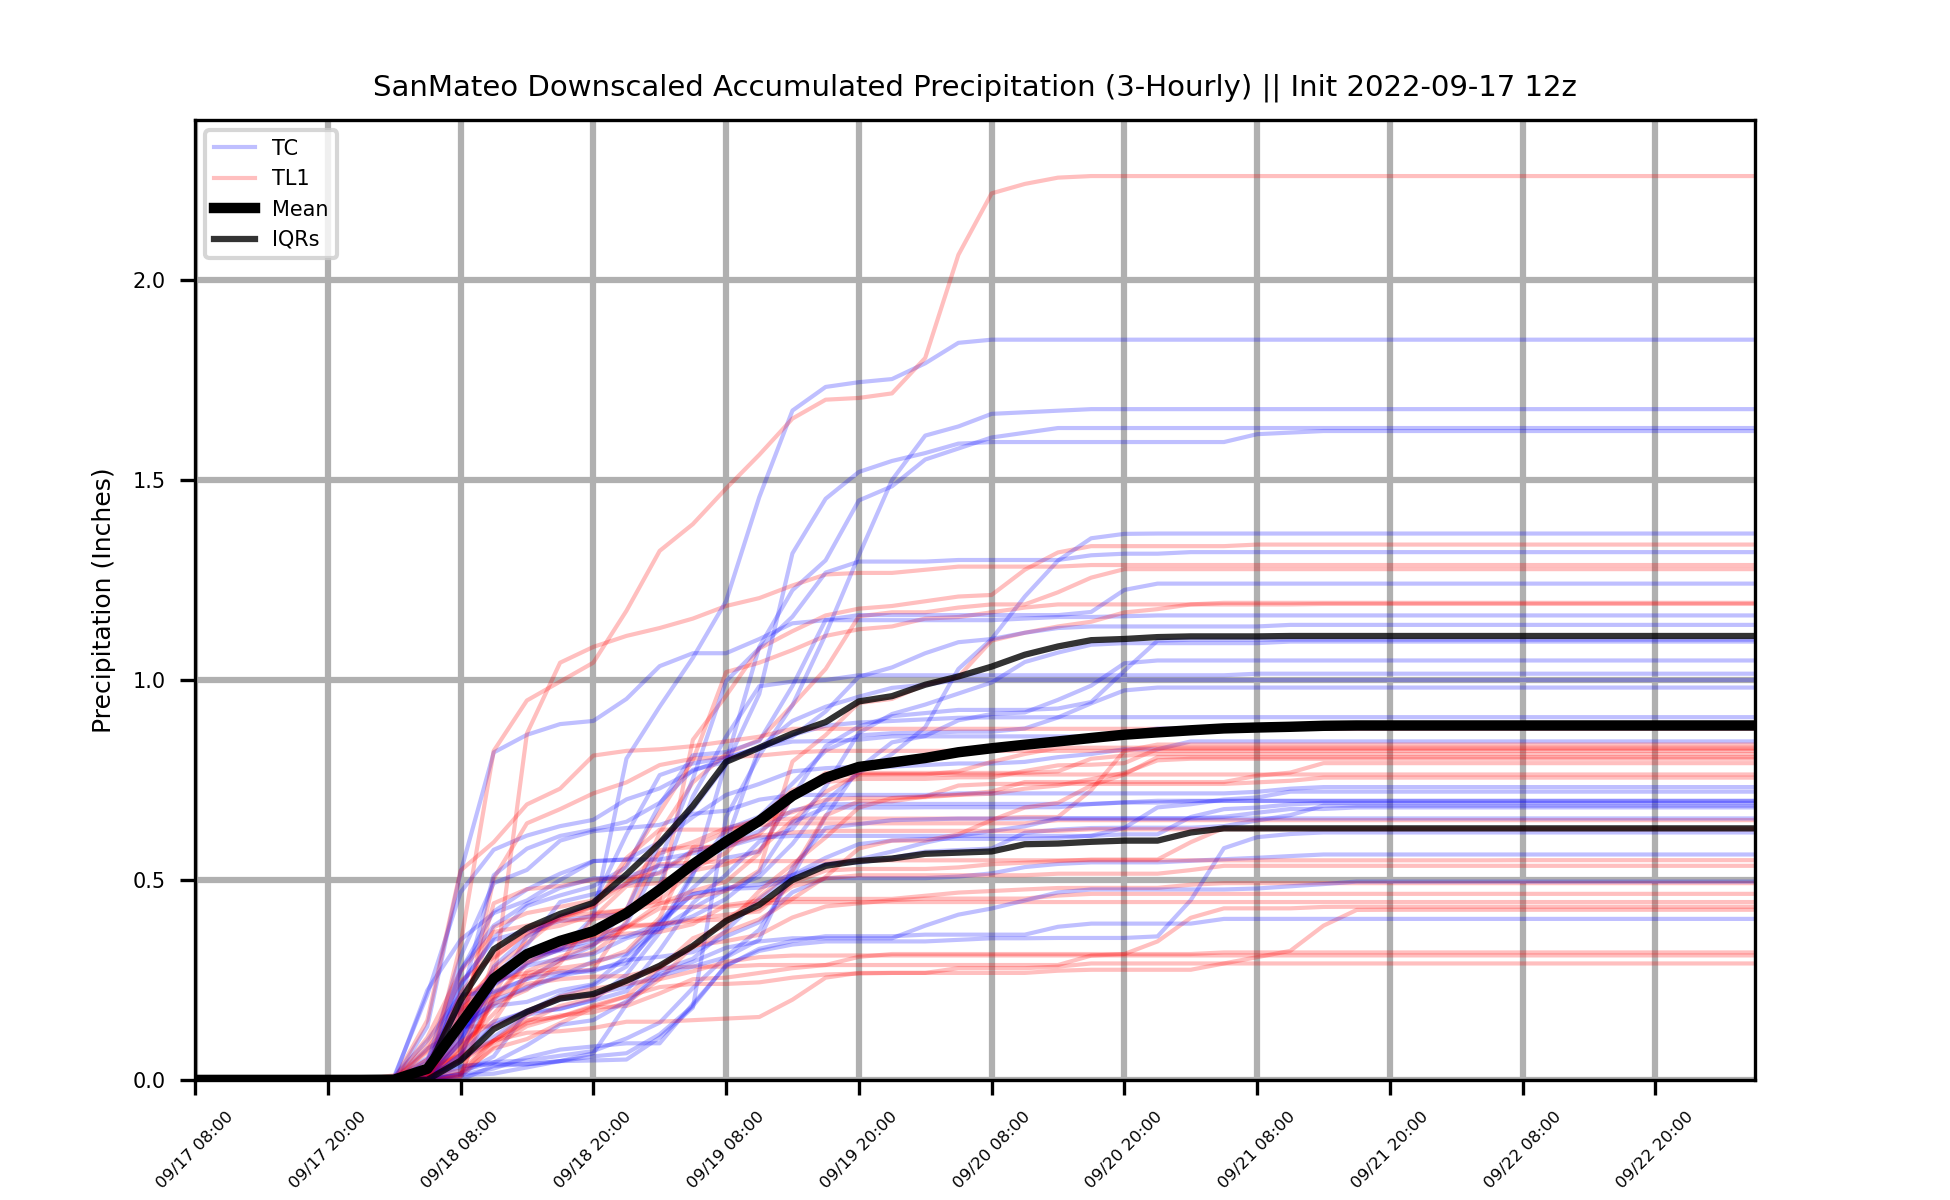 SanMateo Downscaled Accumulated Precipitation (3-Hourly) || Init 2022-09-17 12z
TC
TL1
Mean
IQRs
Precipitation (Inches)
2.0
1.5
1.0
0.5
0.0
09/17 08:00
09/17 20:00
09/18 08:00
09/18 20:00
09/19 08:00
09/19 20:00
09/20 08:00
09/20 20:00
09/21 08:00
09/21 20:00
09/22 08:00
09/22 20:00